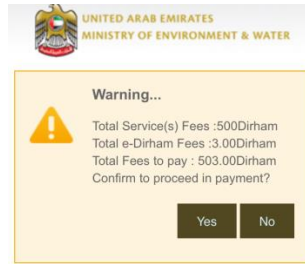 UNITED ARAB EMIRATES
MINISTRY OF ENVIRONMENT & WATER
Warning...
Total Service(s) Fees :500Dirham
Total e-Dirham Fees :3.00Dirham
Total Fees to pay : 503.00Dirham
Confirm to proceed in payment?
Yes No